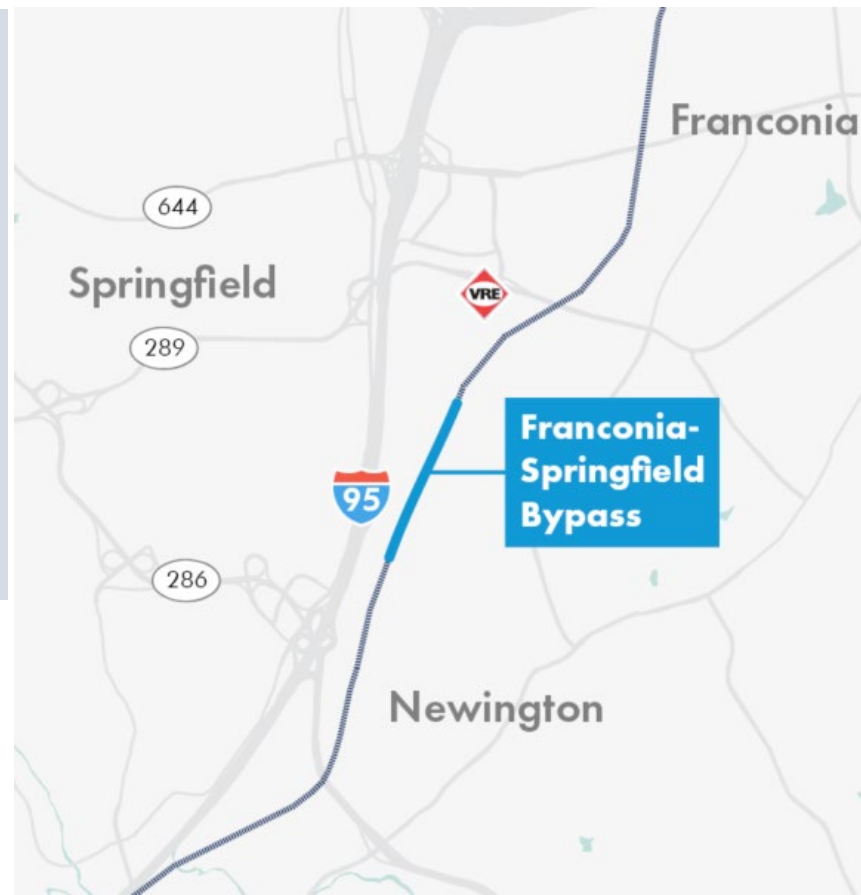 Franconia
644
Springfield
VRE
289
Franconia-
Springfield
Bypass
95
286
Newington